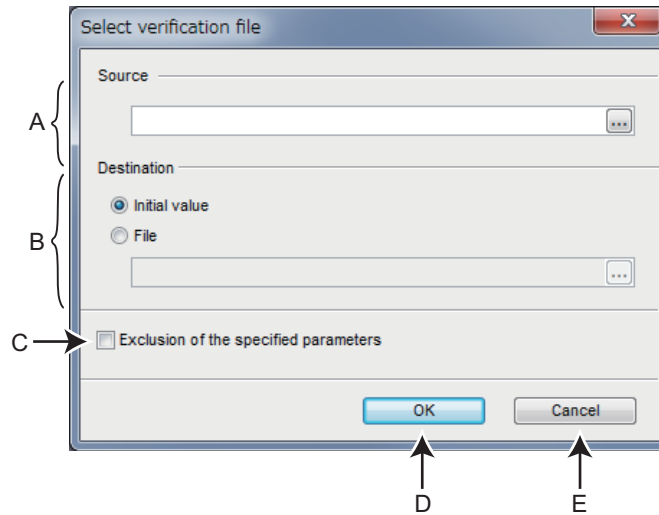 Select verification file
Source
A
...
Destination
Initial value
B
File
...
C
Exclusion of the specified parameters
OK
Cancel
D
E